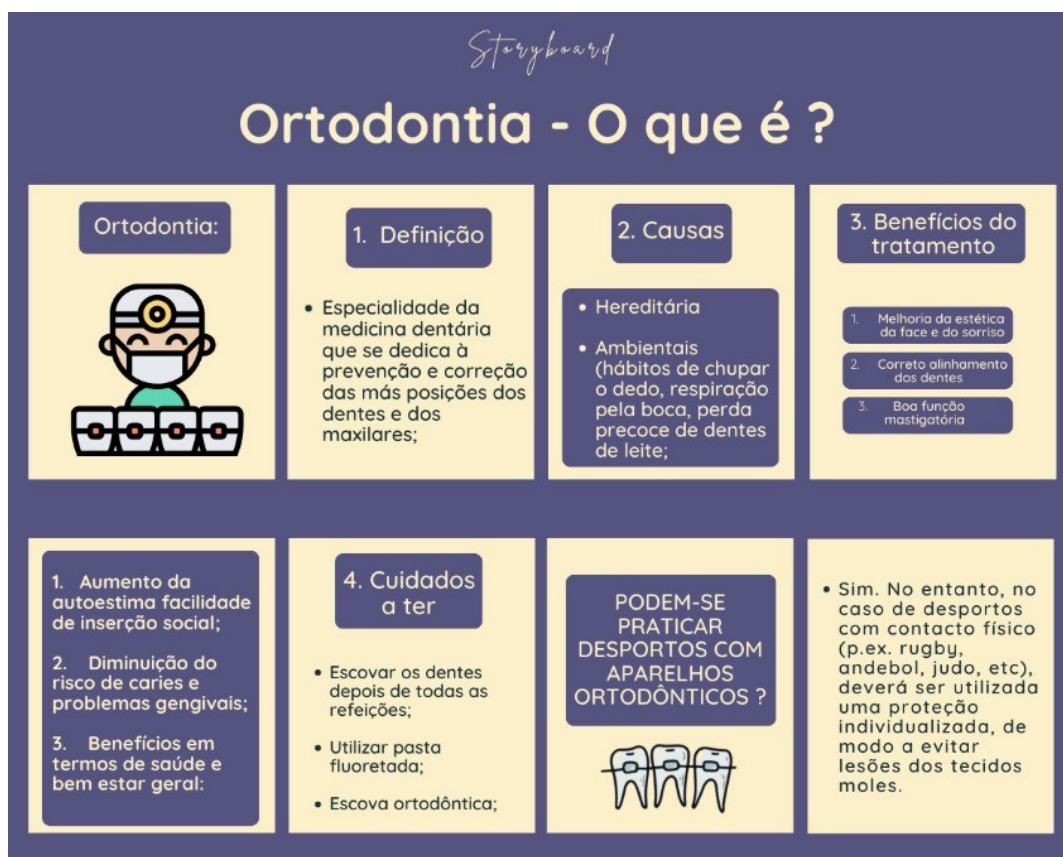 Storyboard
Ortodontia - O que é ?
Ortodontia:
1. Definição
• Especialidade da
medicina dentária
que se dedica à
prevenção e correção
das más posições dos
dentes e dos
maxilares;
2. Causas
• Hereditária
• Ambientais
(hábitos de chupar
o dedo, respiração
pela boca, perda
precoce de dentes
de leite;
3. Benefícios do
tratamento
1. Melhoria da estética
da face e do sorriso
2. Correto alinhamento
dos dentes
3. Boa função
mastigatória
1. Aumento da
autoestima facilidade
de inserção social;
2. Diminuição do
risco de caries e
problemas gengivais;
3. Benefícios em
termos de saúde e
bem estar geral:
4. Cuidados
a ter
• Escovar os dentes
depois de todas as
refeições;
• Utilizar pasta
fluoretada;
• Escova ortodôntica;
PODEM-SE
PRATICAR
DESPORTOS COM
APARELHOS
ORTODÔNTICOS ?
• Sim. No entanto, no
caso de desportos
com contacto físico
(p.ex. rugby,
andebol, judo, etc),
deverá ser utilizada
uma proteção
individualizada, de
modo a evitar
lesões dos tecidos
moles.